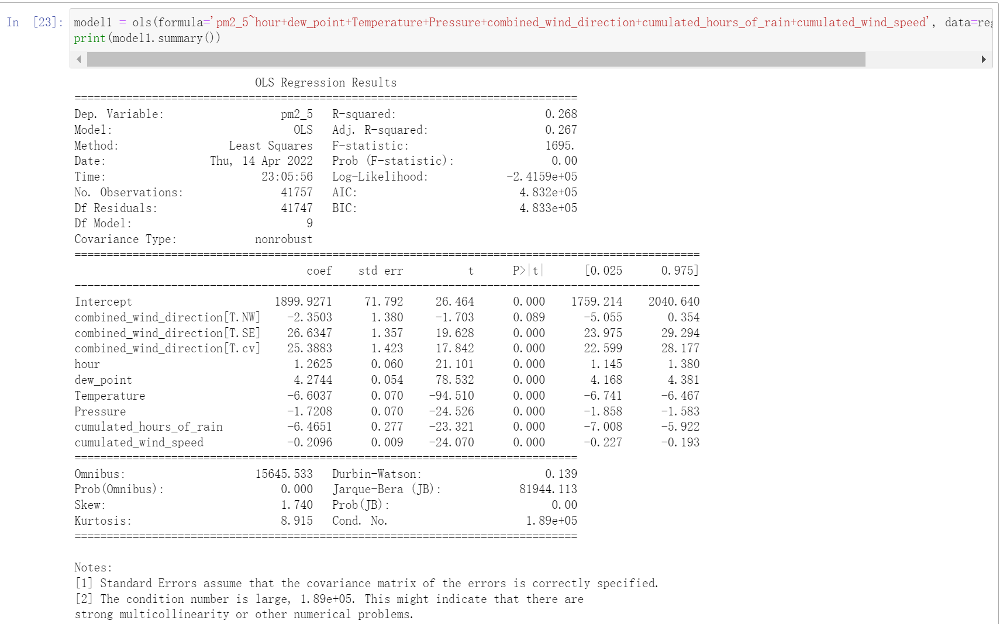 In [23]: model1 = ols(formula='pm2_5~hour+dew_point+Temperature+Pressure+combined_wind_direction+cumulated_hours_of_rain+cumulated_wind_speed', data=reg
print(model1.summary())
OLS Regression Results
==============================================================================
Dep. Variable: pm2_5 R-squared: 0.268
Model: OLS Adj. R-squared: 0.267
Method: Least Squares F-statistic: 1695.
Date: Thu, 14 Apr 2022 Prob (F-statistic): 0.00
Time: 23:05:56 Log-Likelihood: -2.4159e+05
No. Observations: 41757 AIC: 4.832e+05
Df Residuals: 41747 BIC: 4.833e+05
Df Model: 9
Covariance Type: nonrobust
=================================================================================================
coef std err t P>|t| [0.025 0.975]
-------------------------------------------------------------------------------------------------
Intercept 1899.9271 71.792 26.464 0.000 1759.214 2040.640
combined_wind_direction[T.NW] -2.3503 1.380 -1.703 0.089 -5.055 0.354
combined_wind_direction[T.SE] 26.6347 1.357 19.628 0.000 23.975 29.294
combined_wind_direction[T.cv] 25.3883 1.423 17.842 0.000 22.599 28.177
hour 1.2625 0.060 21.101 0.000 1.145 1.380
dew_point 4.2744 0.054 78.532 0.000 4.168 4.381
Temperature -6.6037 0.070 -94.510 0.000 -6.741 -6.467
Pressure -1.7208 0.070 -24.526 0.000 -1.858 -1.583
cumulated_hours_of_rain -6.4651 0.277 -23.321 0.000 -7.008 -5.922
cumulated_wind_speed -0.2096 0.009 -24.070 0.000 -0.227 -0.193
==============================================================================
Omnibus: 15645.533 Durbin-Watson: 0.139
Prob(Omnibus): 0.000 Jarque-Bera (JB): 81944.113
Skew: 1.740 Prob(JB): 0.00
Kurtosis: 8.915 Cond. No. 1.89e+05
==============================================================================
Notes:
[1] Standard Errors assume that the covariance matrix of the errors is correctly specified.
[2] The condition number is large, 1.89e+05. This might indicate that there are
strong multicollinearity or other numerical problems.